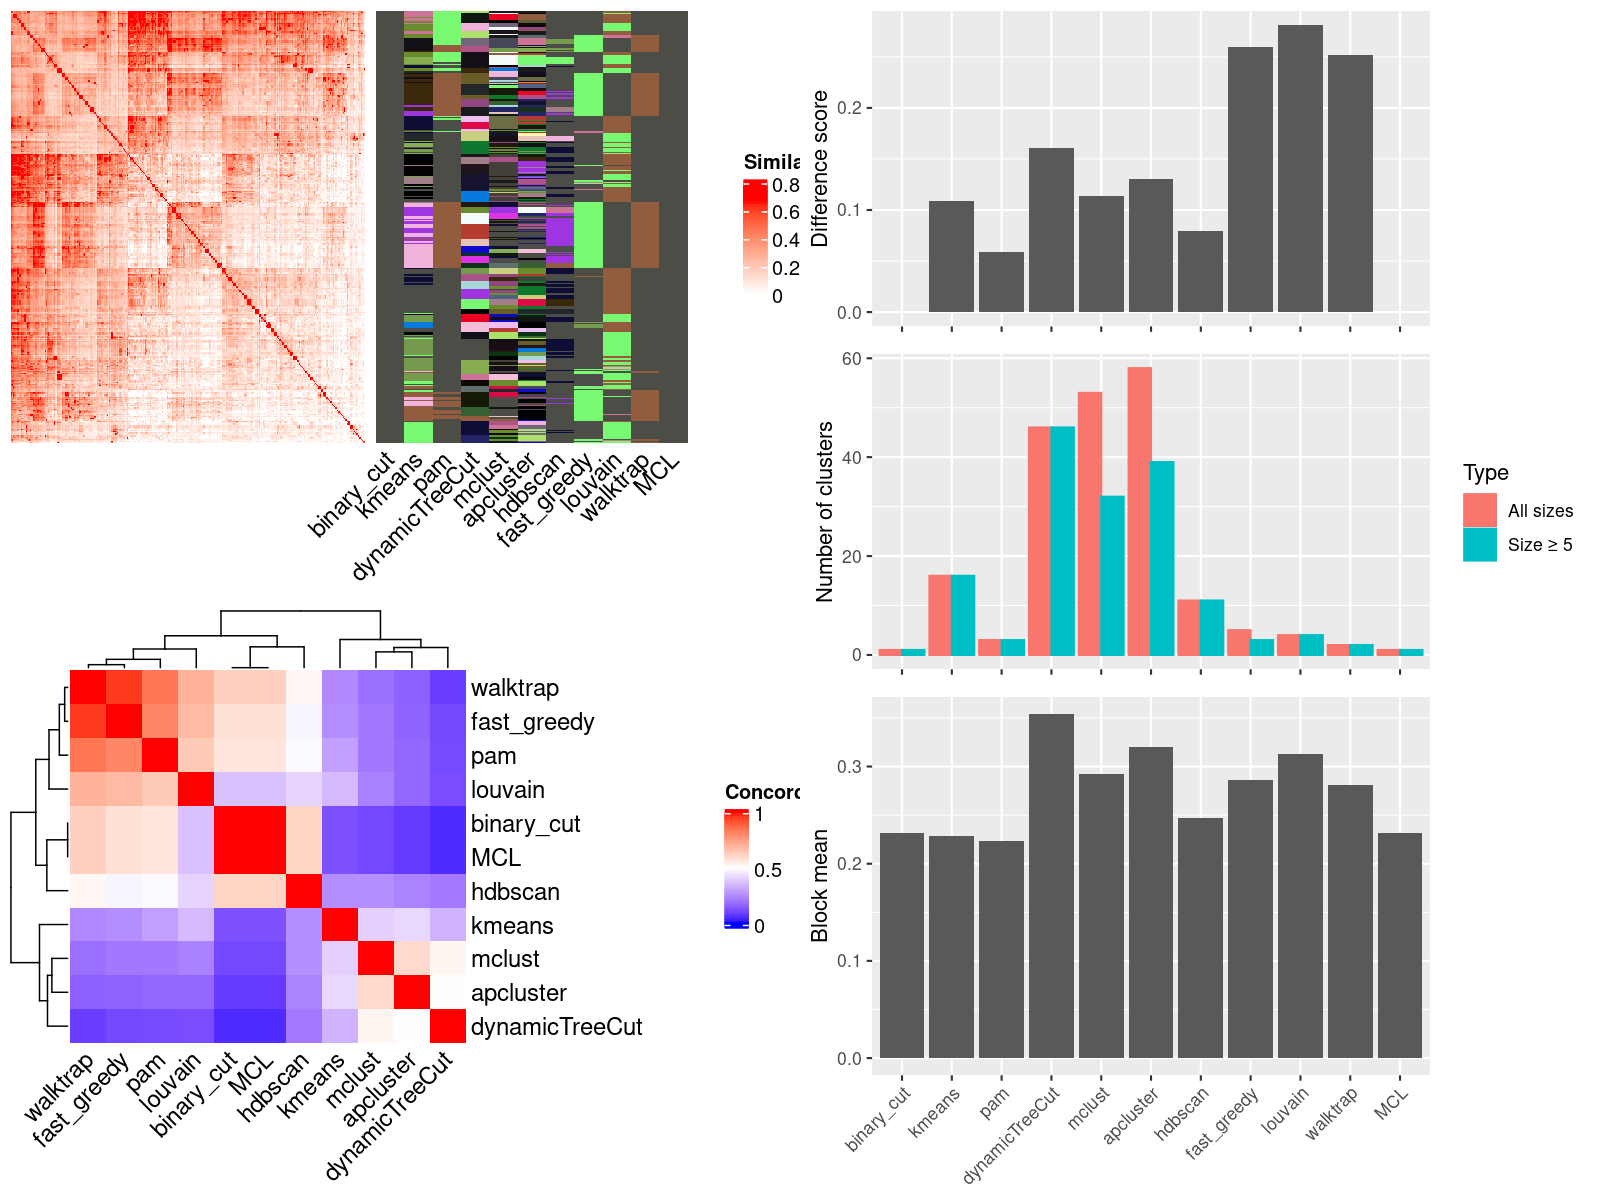 Simila
0.8
0.6
0.4
0.2
0
binary_cut
kmeans
pam
dynamicTreeCut
mclust
apcluster
hdbscan
fast_greedy
louvain
walktrap
MCL
Difference score
0.2
0.1
0.0
Number of clusters
60
40
20
0
Type
All sizes
Size ≥ 5
walktrap
fast_greedy
pam
louvain
binary_cut
MCL
hdbscan
kmeans
mclust
apcluster
dynamicTreeCut
walktrap
fast_greedy
pam
louvain
binary_cut
MCL
hdbscan
kmeans
mclust
apcluster
dynamicTreeCut
Concord
1
0.5
0
Block mean
0.3
0.2
0.1
0.0
binary_cut
kmeans
pam
dynamicTreeCut
mclust
apcluster
hdbscan
fast_greedy
louvain
walktrap
MCL